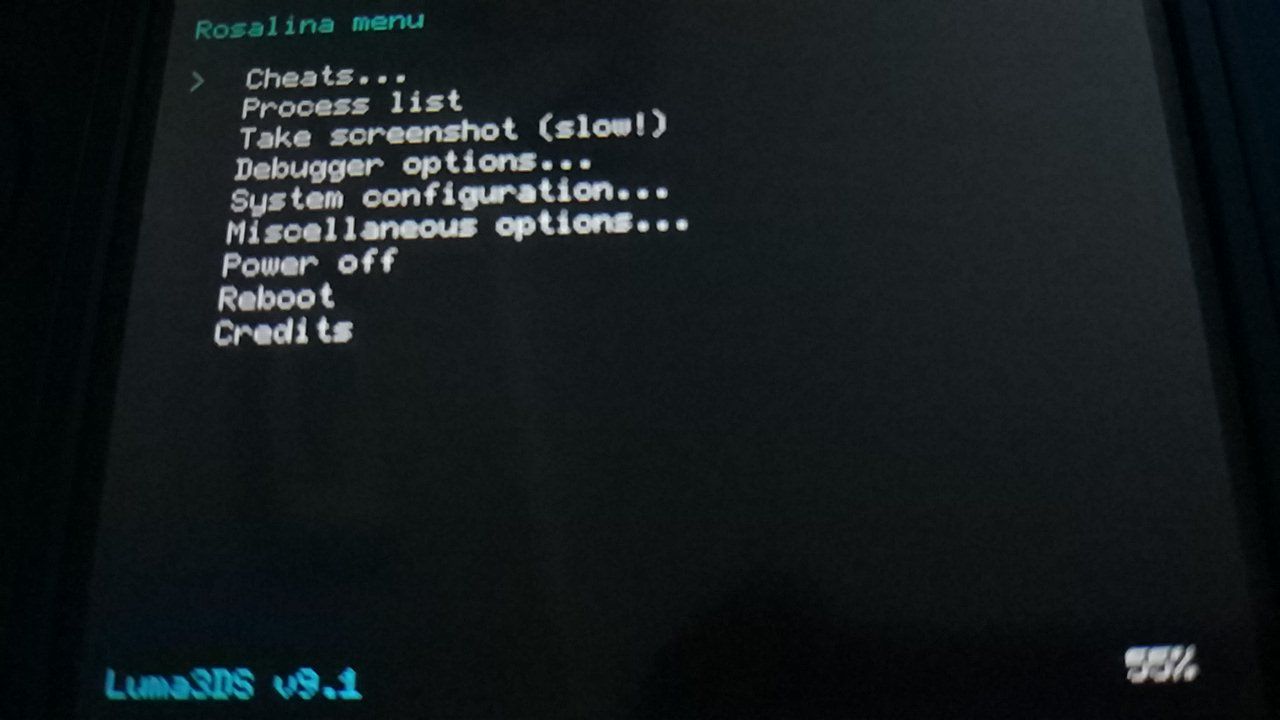 Rosalina menu
> Cheats...
Process list
Take screenshot (slow!)
Debugger options...
System configuration...
Miscellaneous options...
Power off
Reboot
Credits
Luma3DS v9.1